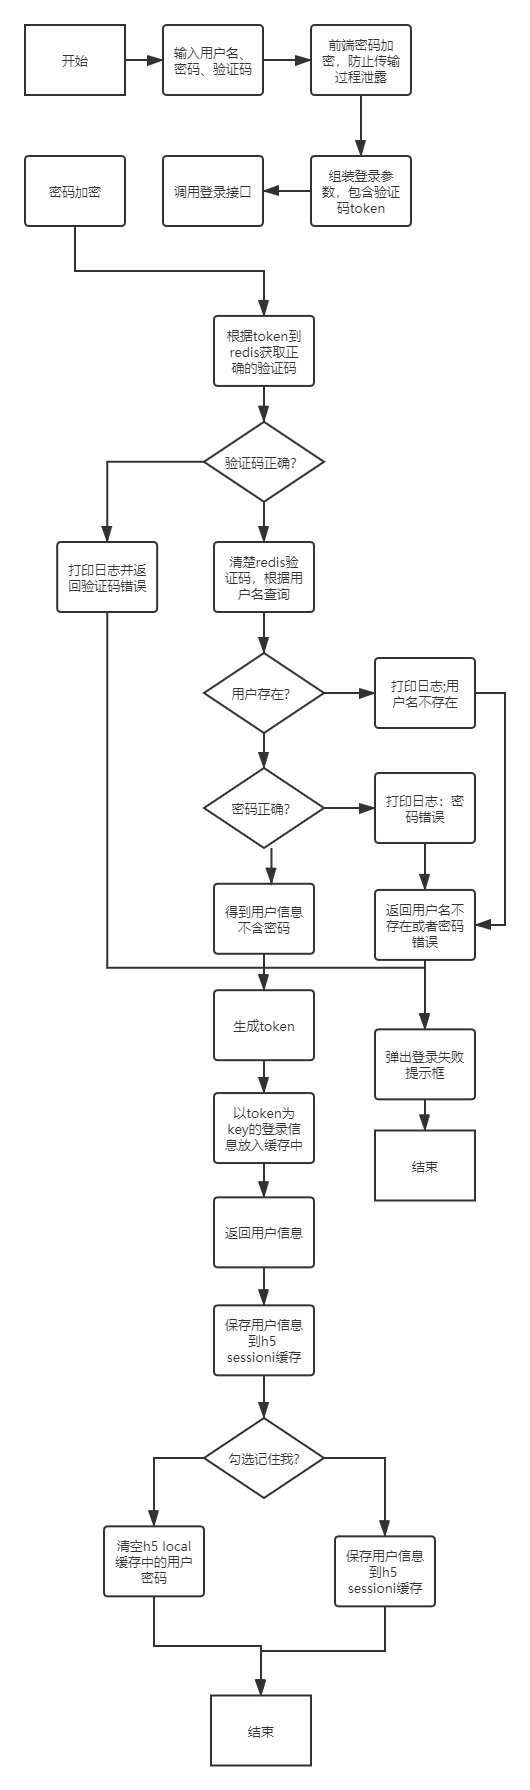 开始
输入用户名、
密码、验证码
前端密码加
密，防止传输
过程泄露
密码加密
调用登录接口
组装登录参
数，包含验证
码token
根据token到
redis获取正
确的验证码
验证码正确？
打印日志并返
回验证码错误
清楚redis验
证码，根据用
户名查询
用户存在？
打印日志;用
户名不存在
密码正确？
打印日志：密
码错误
得到用户信息
不含密码
返回用户名不
存在或者密码
错误
生成token
弹出登录失败
提示框
以token为
key的登录信
息放入缓存中
结束
返回用户信息
保存用户信息
到h5
sessioni缓存
勾选记住我？
清空h5 local
缓存中的用户
密码
保存用户信息
到h5
sessioni缓存
结束